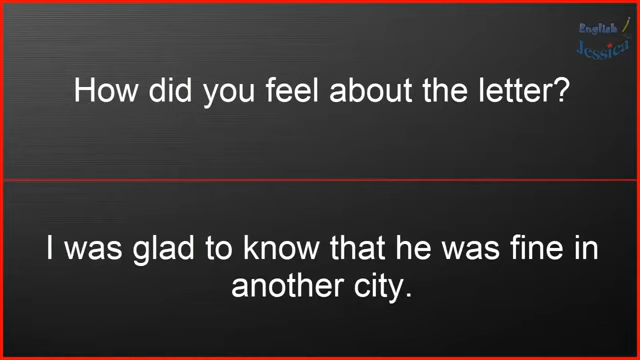 English
Jessica
How did you feel about the letter?
I was glad to know that he was fine in
another city.